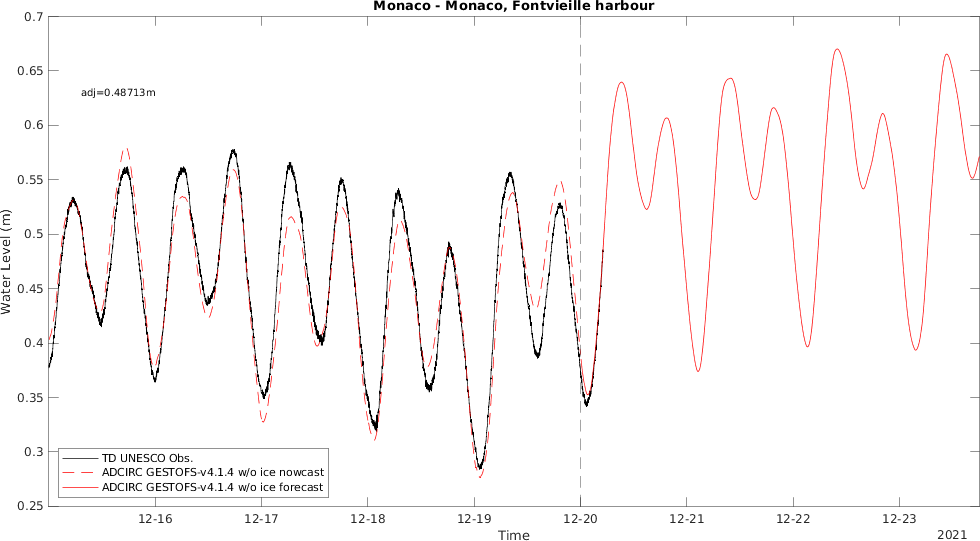 Monaco - Monaco, Fontvieille harbour
0.7
0.65
adj=0.48713m
0.6
0.55
0.5
Water Level (m)
0.45
0.4
0.35
0.3
0.25
TD UNESCO Obs.
ADCIRC GESTOFS-v4.1.4 w/o ice nowcast
ADCIRC GESTOFS-v4.1.4 w/o ice forecast
12-16 12-17 12-18 12-19 12-20 12-21 12-22 12-23
Time
2021